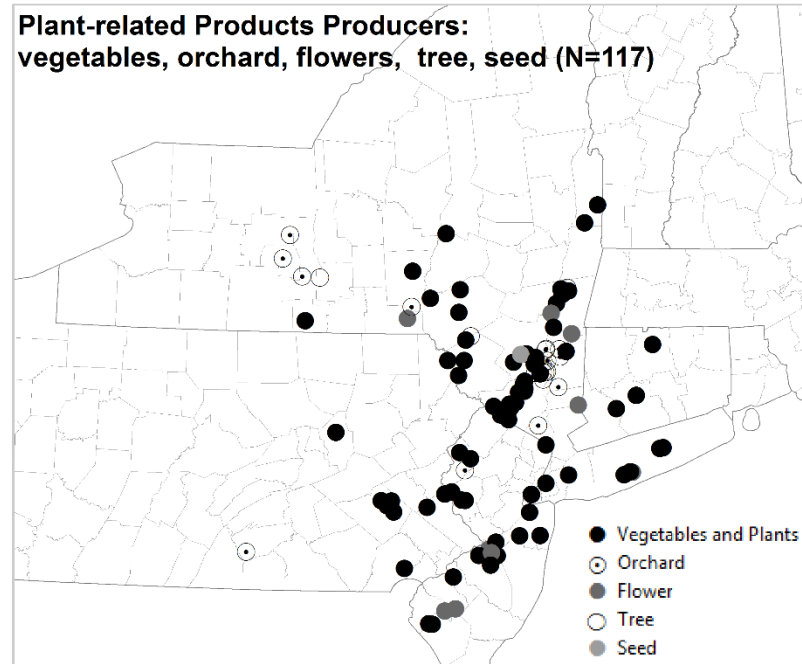 Plant-related Products Producers:
vegetables, orchard, flowers, tree, seed (N=117)
Vegetables and Plants
Orchard
Flower
Tree
Seed